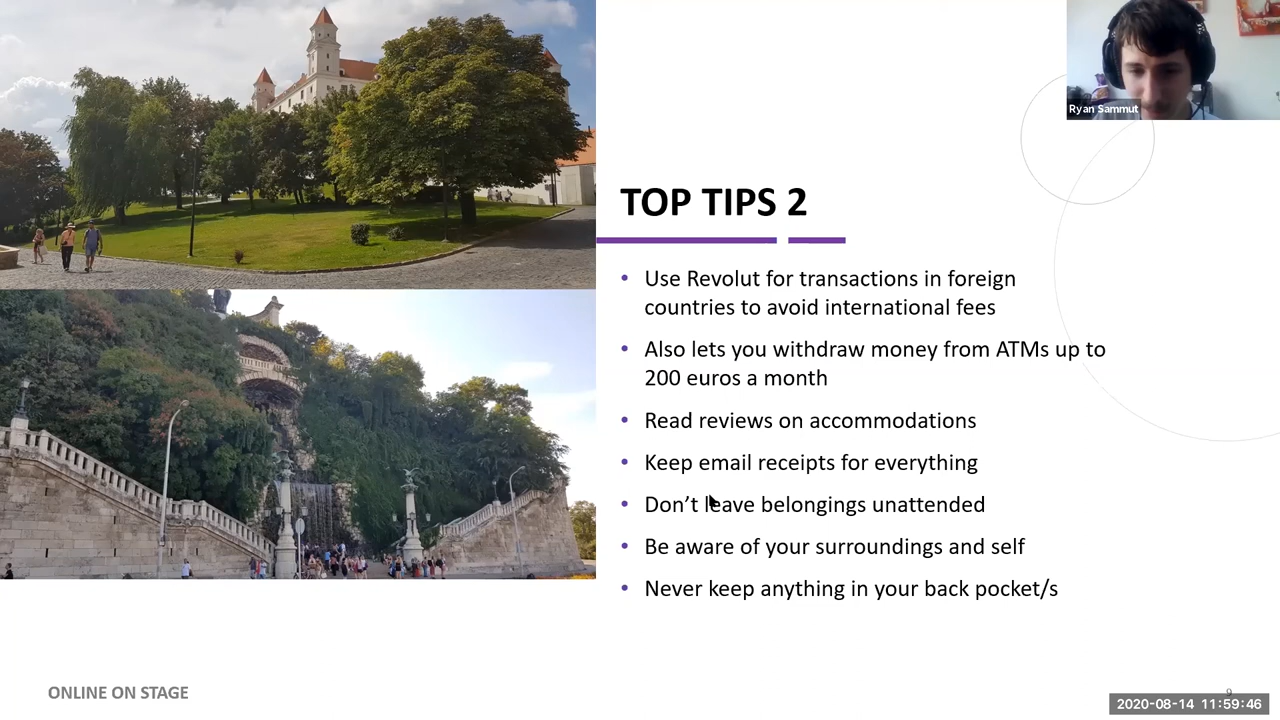 Ryan Sammut
TOP TIPS 2
• Use Revolut for transactions in foreign
countries to avoid international fees
• Also lets you withdraw money from ATMs up to
200 euros a month
• Read reviews on accommodations
• Keep email receipts for everything
• Don’t leave belongings unattended
• Be aware of your surroundings and self
• Never keep anything in your back pocket/s
ONLINE ON STAGE
9
2020-08-14 11:59:46